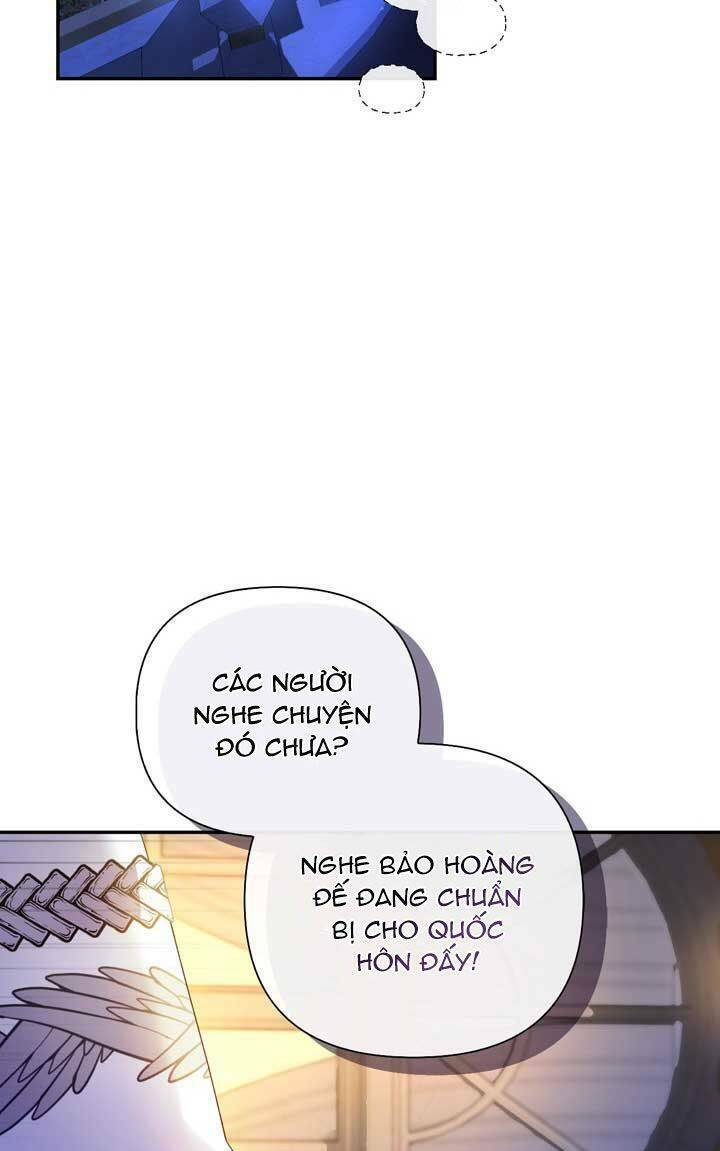 CÁC NGƯỜI
NGHE CHUYỆN
ĐÓ CHƯA?
NGHE BẢO HOÀNG
ĐẾ ĐANG CHUẨN
BỊ CHO QUỐC
HÔN ĐẤY!